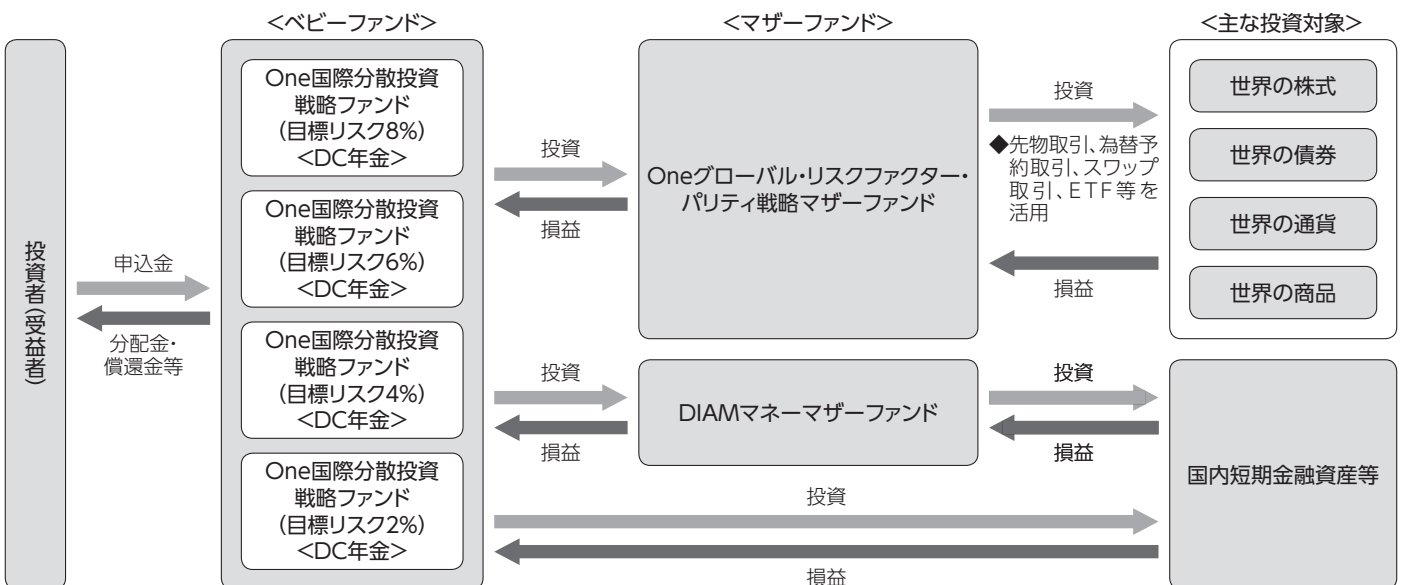 <ベビーファンド>
<マザーファンド>
<主な投資対象>
投資者(受益者)
申込金
分配金・
償還金等
One国際分散投資
戦略ファンド
(目標リスク8%)
<DC年金>
One国際分散投資
戦略ファンド
(目標リスク6%)
<DC年金>
One国際分散投資
戦略ファンド
(目標リスク4%)
<DC年金>
One国際分散投資
戦略ファンド
(目標リスク2%)
<DC年金>
投資
損益
Oneグローバル・リスクファクター・
パリティ戦略マザーファンド
投資
◆先物取引、為替予
約取引、スワップ
取引、ETF等を
活用
損益
世界の株式
世界の債券
世界の通貨
世界の商品
投資
損益
DIAMマネーマザーファンド
投資
損益
投資
損益
国内短期金融資産等